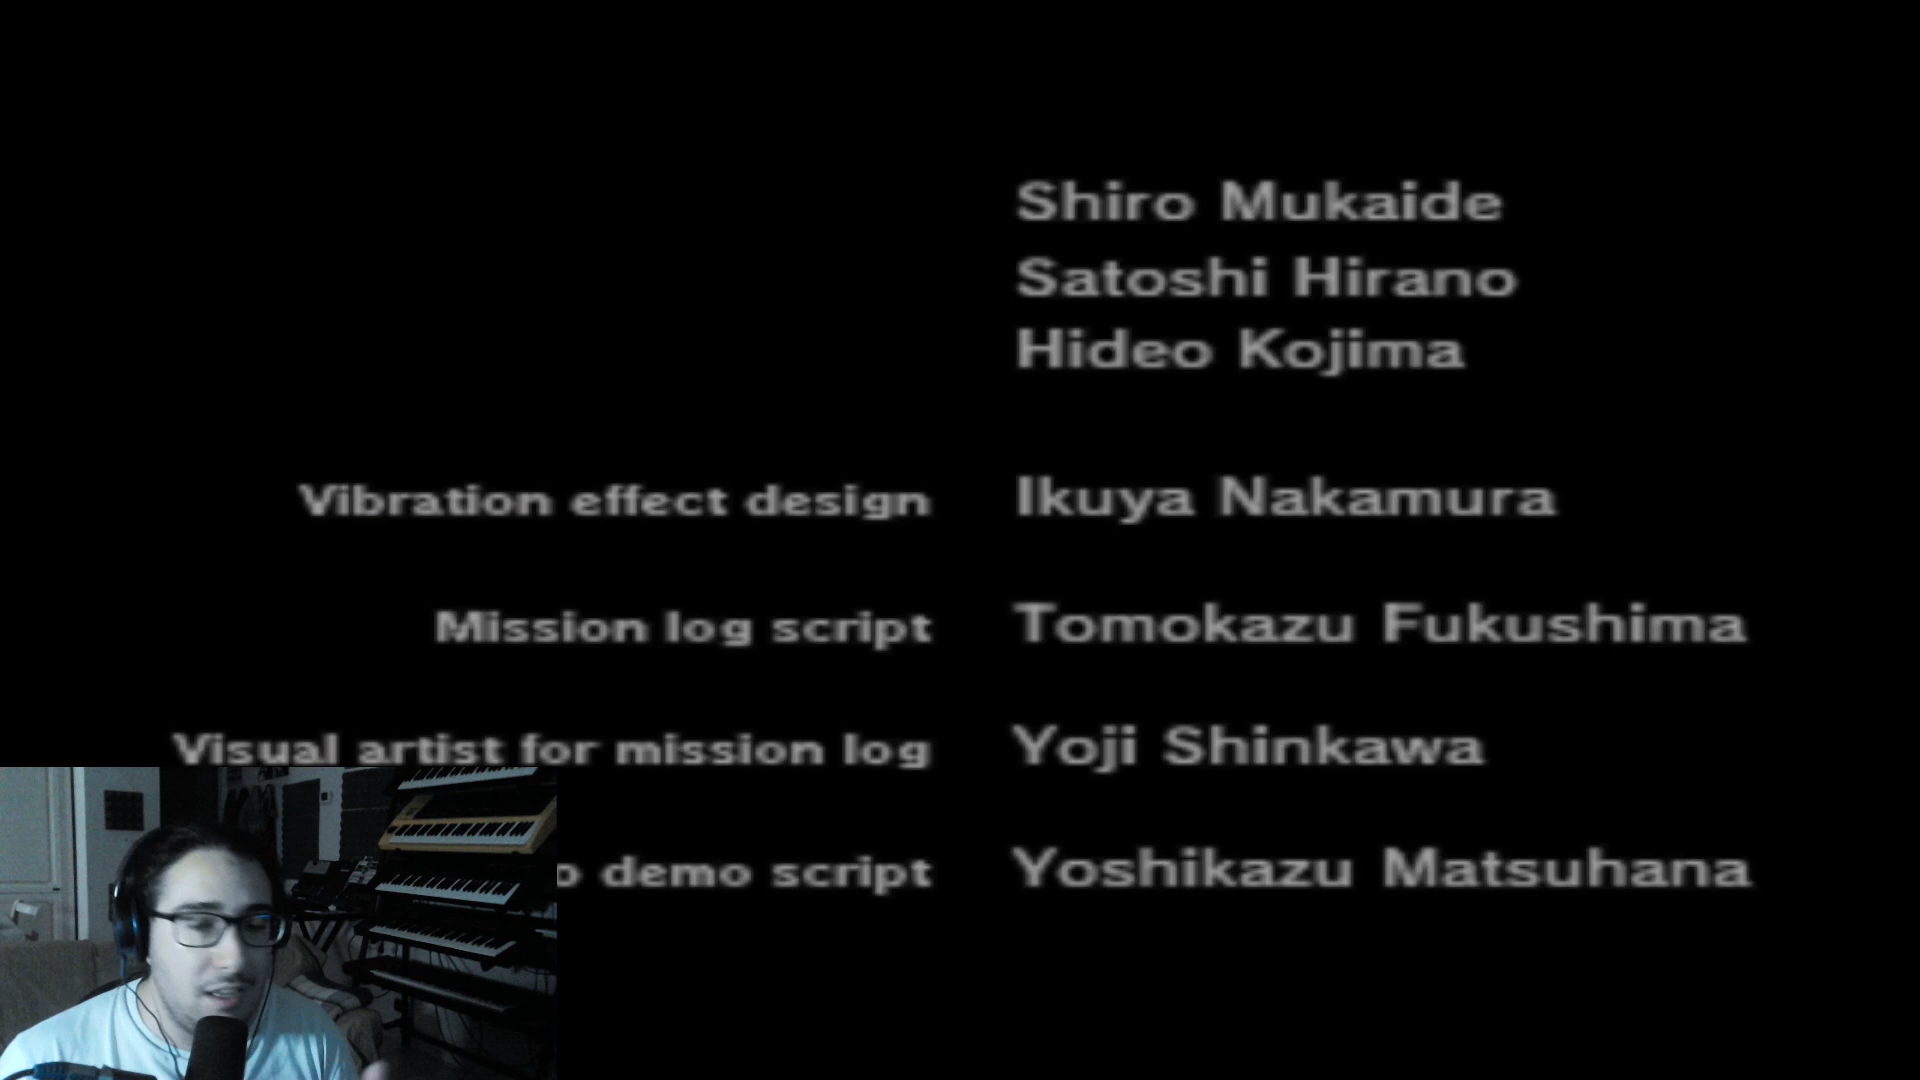 Shiro Mukaide
Satoshi Hirano
Hideo Kojima
Vibration effect design Ikuya Nakamura
Mission log script Tomokazu Fukushima
Visual artist for mission log Yoji Shinkawa
demo script Yoshikazu Matsuhana